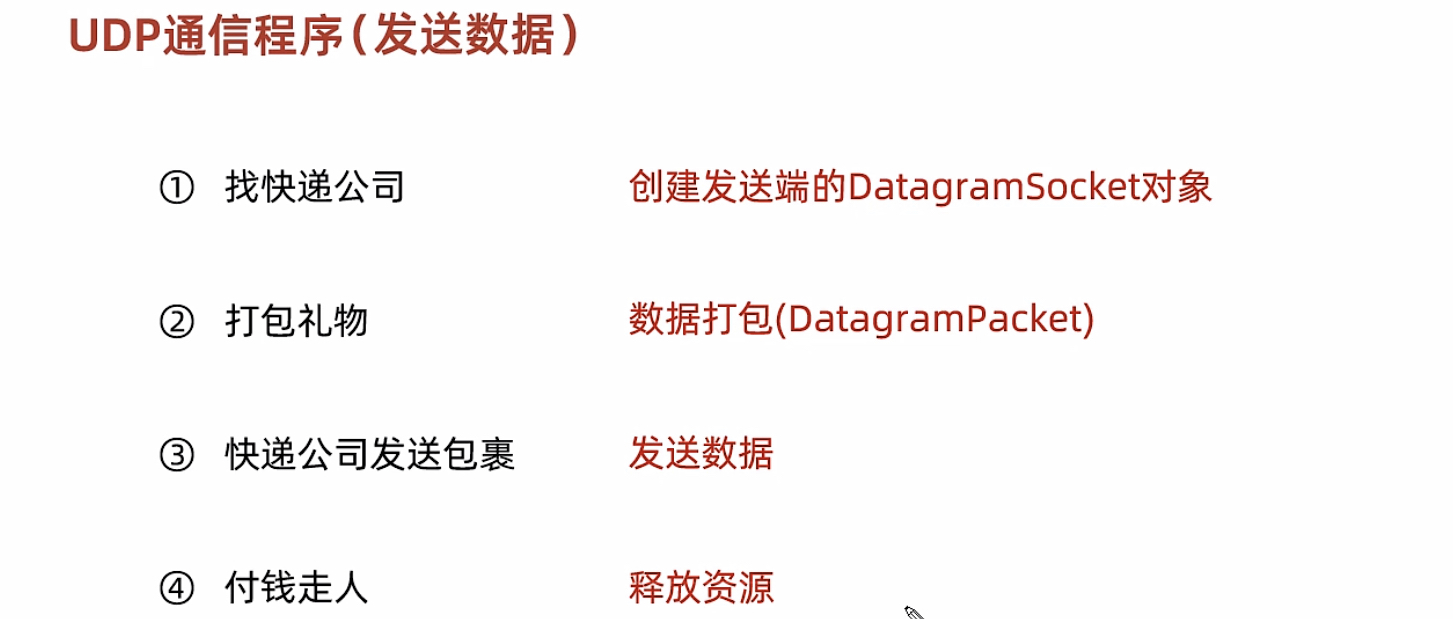 UDP通信程序(发送数据)
① 找快递公司 创建发送端的DatagramSocket对象
② 打包礼物 数据打包(DatagramPacket)
③ 快递公司发送包裹 发送数据
④ 付钱走人 释放资源